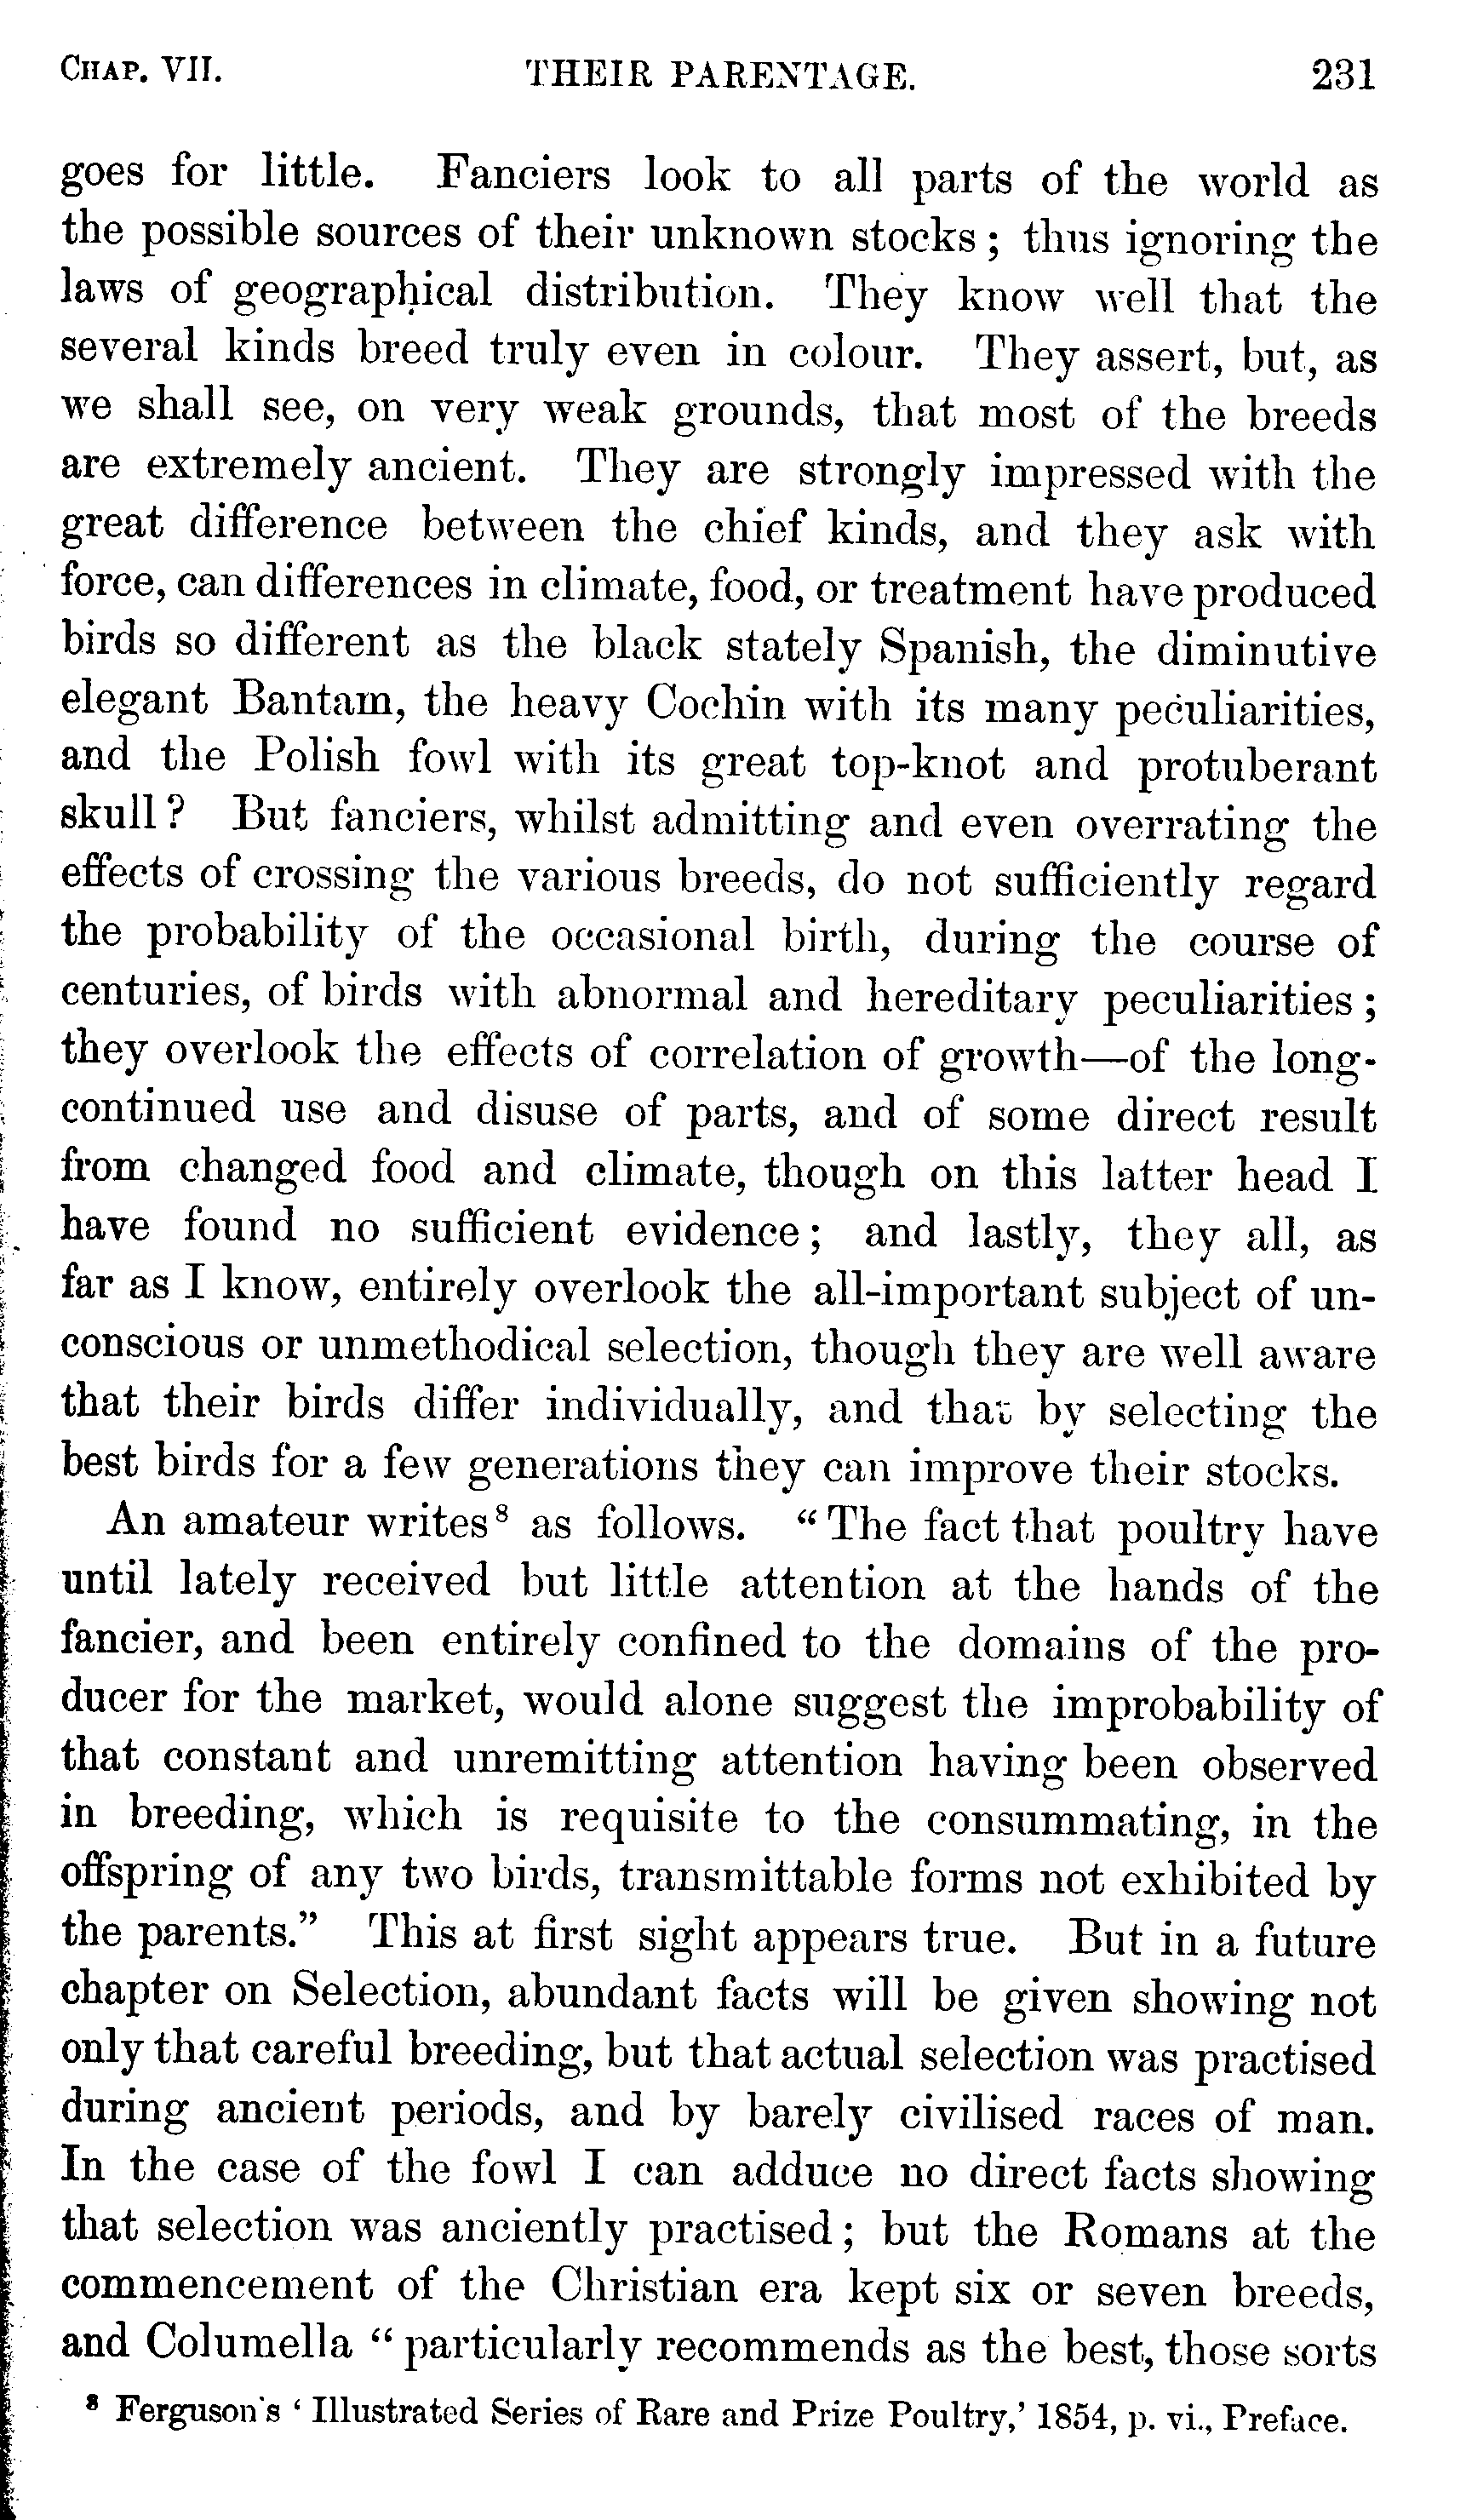 CHAP. VII. THEIR PARENTAGE. 231
goes for little. Fanciers look to all parts of the world as
the possible sources of their unknown stocks; thus ignoring the
laws of geographical distribution. They know well that the
several kinds breed truly even in colour. They assert, but, as
we shall see, on very weak grounds, that most of the breeds
are extremely ancient. They are strongly impressed with the
great difference between the chief kinds, and they ask with
force, can differences in climate, food, or treatment have produced
birds so different as the black stately Spanish, the diminutive
elegant Bantam, the heavy Cochin with its many peculiarities,
and the Polish fowl with its great top-knot and protuberant
skull? But fanciers, whilst admitting and even overrating the
effects of crossing the various breeds, do not sufficiently regard
the probability of the occasional birth, during the course of
centuries, of birds with abnormal and hereditary peculiarities;
they overlook the effects of correlation of growth—of the long-
continued use and disuse of parts, and of some direct result
from changed food and climate, though on this latter head I
have found no sufficient evidence; and lastly, they all, as
far as I know, entirely overlook the all-important subject of un-
conscious or unmethodical selection, though they are well aware
that their birds differ individually, and that by selecting the
best birds for a few generations they can improve their stocks.
An amateur writes⁸ as follows. “The fact that poultry have
until lately received but little attention at the hands of the
fancier, and been entirely confined to the domains of the pro-
ducer for the market, would alone suggest the improbability of
that constant and unremitting attention having been observed
in breeding, which is requisite to the consummating, in the
offspring of any two birds, transmittable forms not exhibited by
the parents.” This at first sight appears true. But in a future
chapter on Selection, abundant facts will be given showing not
only that careful breeding, but that actual selection was practised
during ancient periods, and by barely civilised races of man.
In the case of the fowl I can adduce no direct facts showing
that selection was anciently practised; but the Romans at the
commencement of the Christian era kept six or seven breeds,
and Columella “particularly recommends as the best, those sorts
⁸ Ferguson's ‘Illustrated Series of Rare and Prize Poultry,’ 1854, p. vi., Preface.